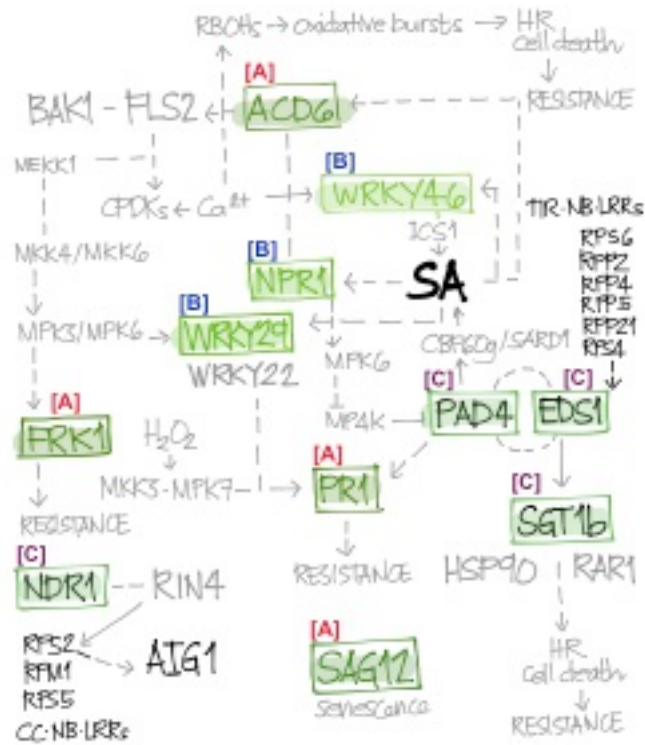 RBOHs → oxidative bursts → HR
cell death
[A]
BAK1 - FLS2 ACD6 RESISTANCE
MEKK1
[B]
CPDKs ← Ca2+ WRKY46
TIR-NB-LRRs
ICS1
RPS6
MKK4/MKK6
[B]
RPP2
NPR1 SA
RPP4
[B]
RPP5
MPK3/MPK6 WRKY29
RPP21
CBP60g/SARD1
RPS4
WRKY22 MPK6
[C] [C]
[A]
PAD4 EDS1
FRK1 H2O2 MP4K
[A]
[C]
MKK3-MPK7 PR1
RESISTANCE
SGT1b
[C]
RESISTANCE HSP90 RAR1
NDR1 RIN4
[A]
RPS2 AIG1 HR
RPM1 SAG12 cell death
RPS5
senescence
CC-NB-LRRs RESISTANCE